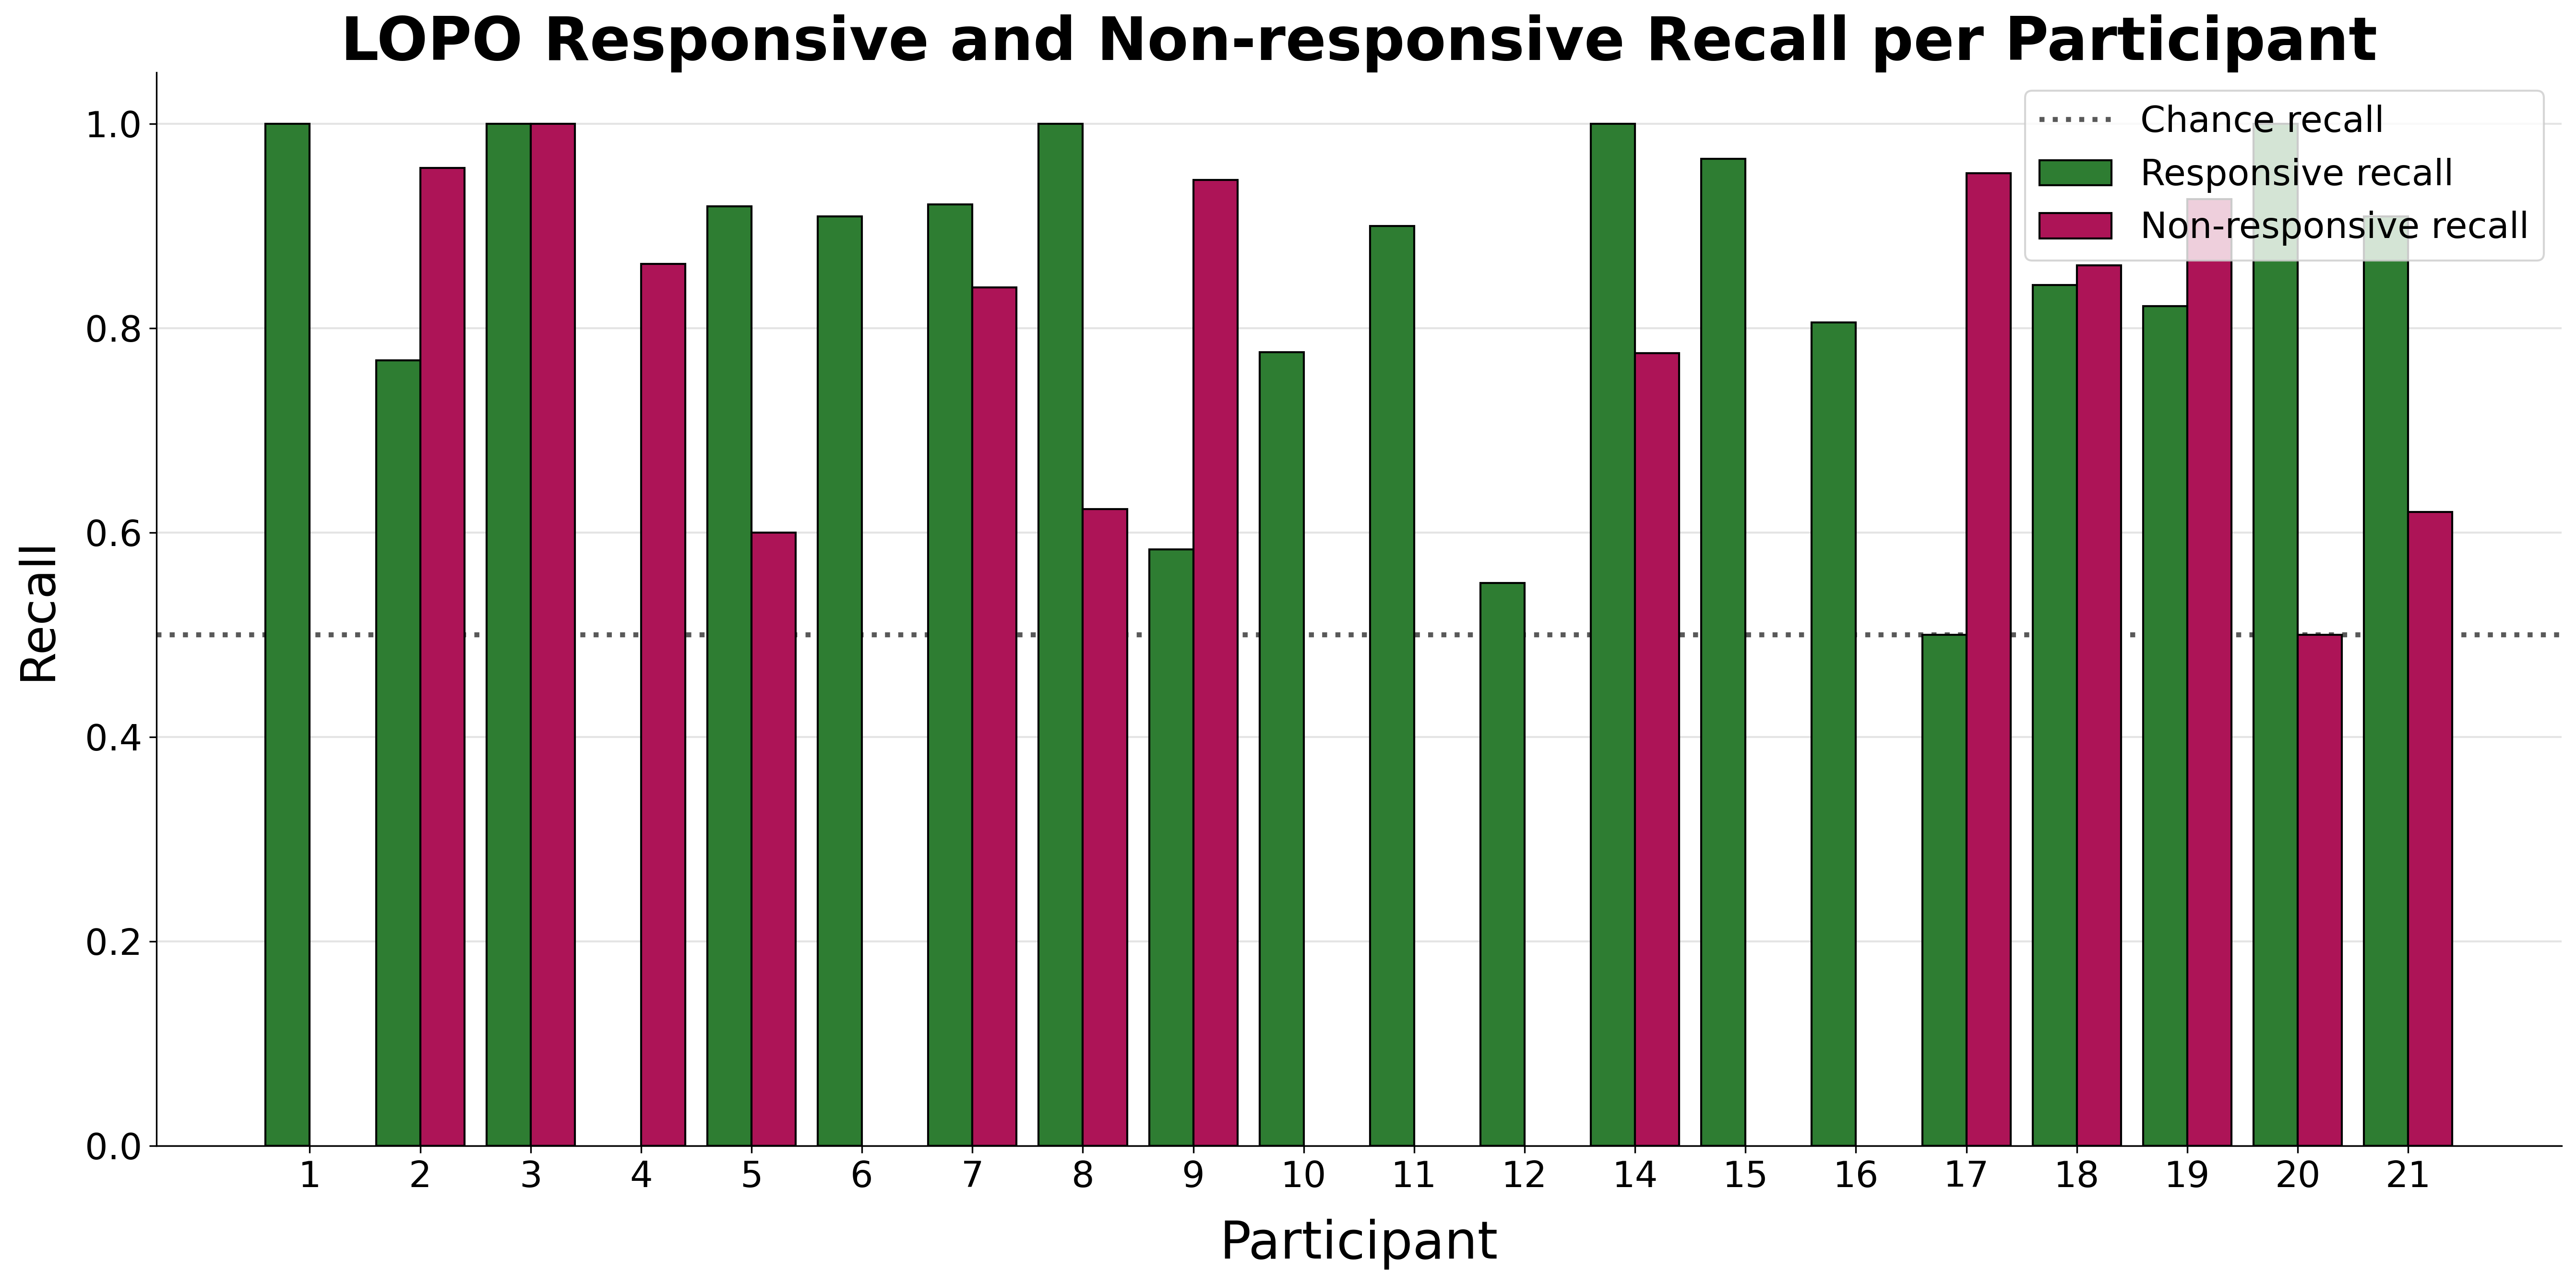 LOPO Responsive and Non-responsive Recall per Participant
Chance recall
Responsive recall
Non-responsive recall
1.0
0.8
0.6
0.4
0.2
0.0
Recall
1 2 3 4 5 6 7 8 9 10 11 12 14 15 16 17 18 19 20 21
Participant